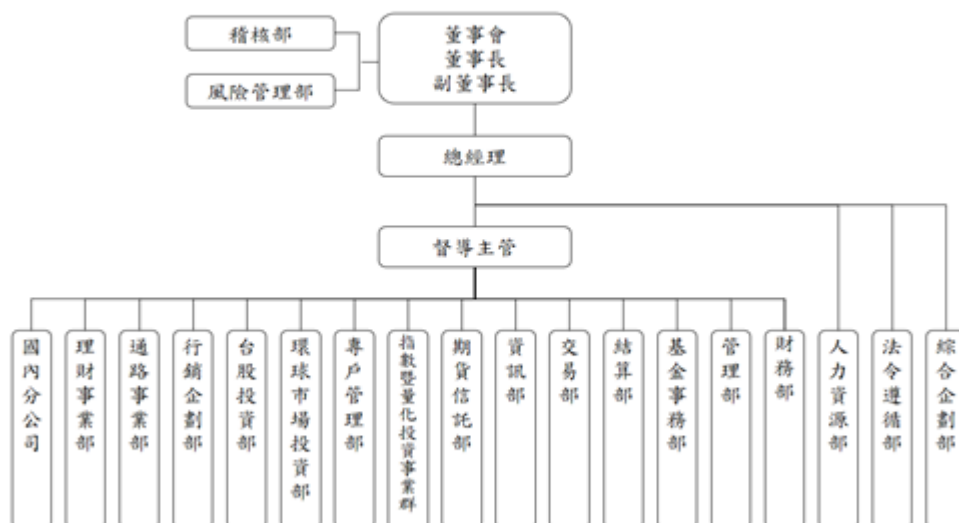 稽核部
風險管理部
董事會
董事長
副董事長
總經理
督導主管
國內分公司
理財事業部
通路事業部
行銷企劃部
台股投資部
環球市場投資部
專戶管理部
指數暨量化投資事業群
期貨信託部
資訊部
交易部
結算部
基金事務部
管理部
財務部
人力資源部
法令遵循部
綜合企劃部